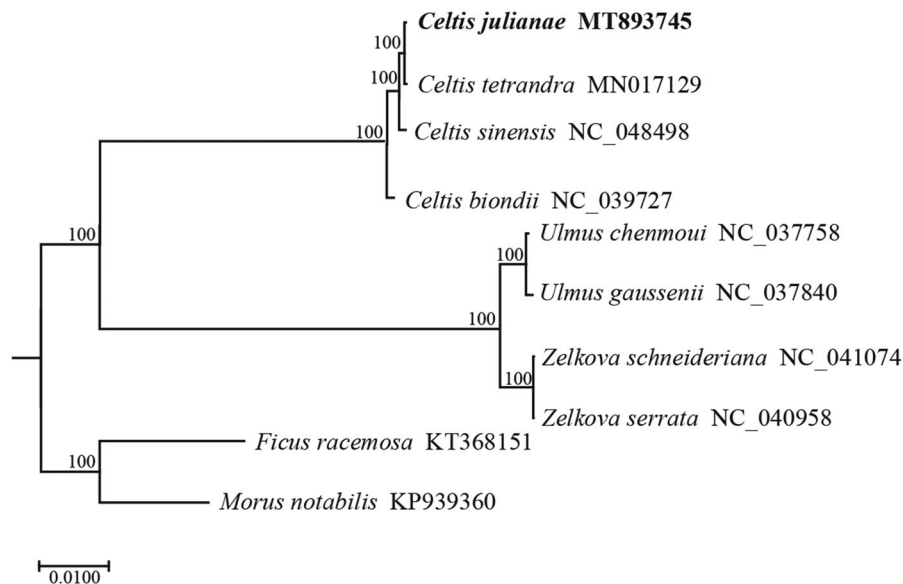 Celtis julianae MT893745
100
100
Celtis tetrandra MN017129
100
Celtis sinensis NC_048498
Celtis biondii NC_039727
100
Ulmus chenmoui NC_037758
100
Ulmus gaussenii NC_037840
100
Zelkova schneideriana NC_041074
100
Zelkova serrata NC_040958
Ficus racemosa KT368151
100
Morus notabilis KP939360
0.0100